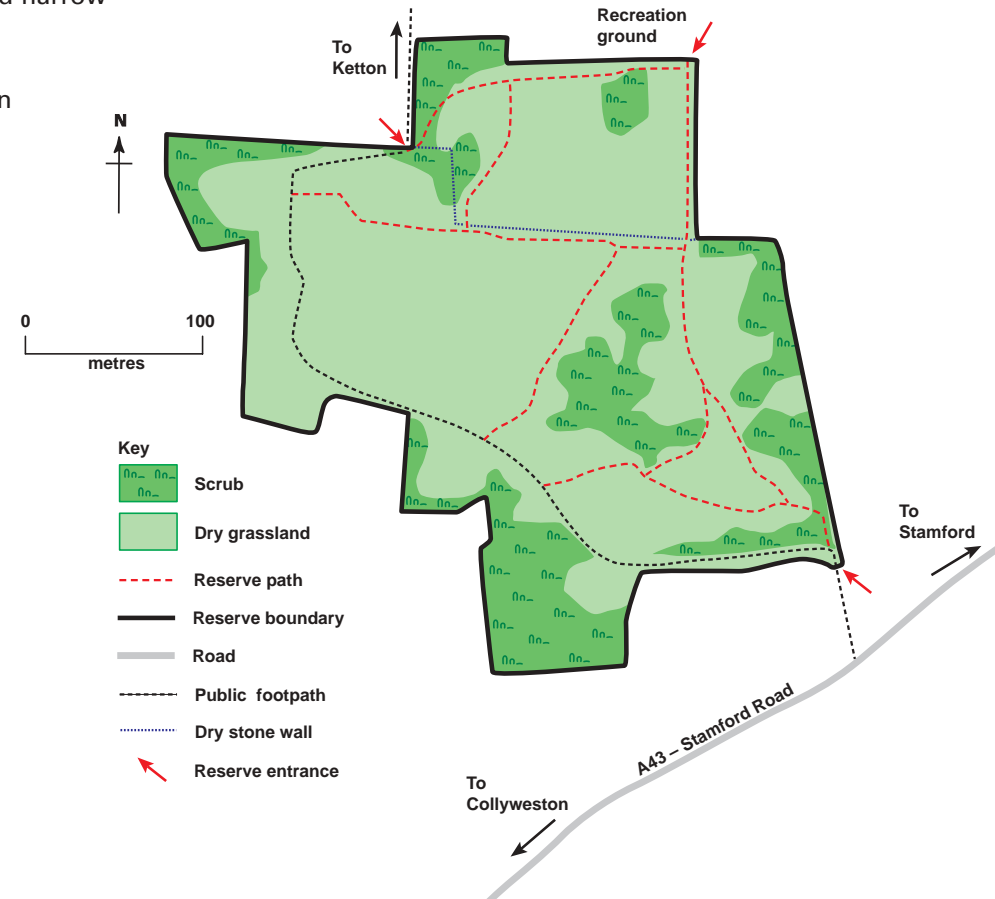 d narrow
n
Recreation
ground
To
Ketton
N
0 100
metres
Key
Scrub
Dry grassland
Reserve path
Reserve boundary
Road
Public footpath
Dry stone wall
Reserve entrance
To
Stamford
A43 – Stamford Road
To
Collyweston